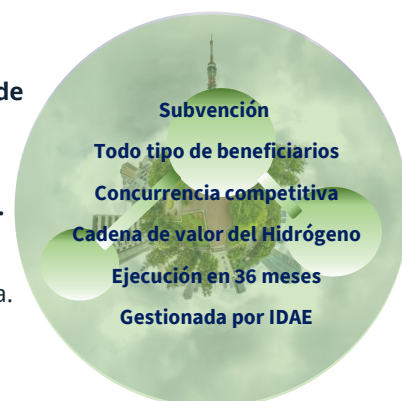 de
Subvención
Todo tipo de beneficiarios
.
Concurrencia competitiva
Cadena de valor del Hidrógeno
Ejecución en 36 meses
a.
Gestionada por IDAE